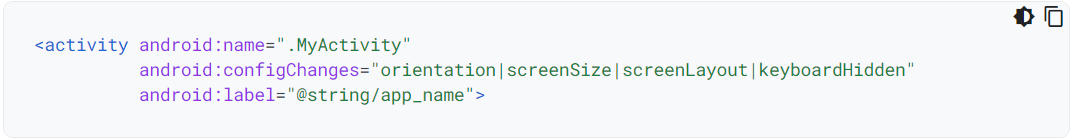 <activity android:name=".MyActivity"
android:configChanges="orientation|screenSize|screenLayout|keyboardHidden"
android:label="@string/app_name">